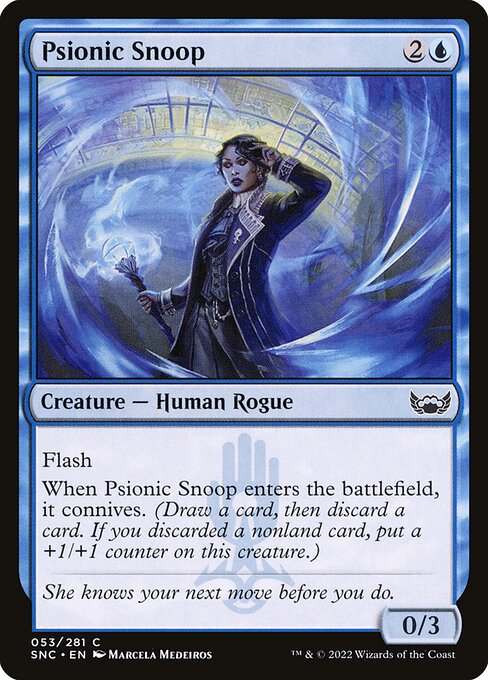 Psionic Snoop 2
Creature — Human Rogue
Flash
When Psionic Snoop enters the battlefield,
it connives. (Draw a card, then discard a
card. If you discarded a nonland card, put a
+1/+1 counter on this creature.)
She knows your next move before you do.
0/3
053/281 C
SNC • EN Marcela Medeiros
™ & © 2022 Wizards of the Coast